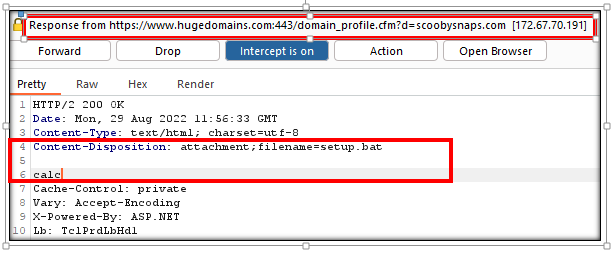 Response from https://www.hugedomains.com:443/domain_profile.cfm?d=scoobysnaps.com [172.67.70.191]
Forward Drop Intercept is on Action Open Browser
Pretty Raw Hex Render
1 HTTP/2 200 OK
2 Date: Mon, 29 Aug 2022 11:56:33 GMT
3 Content-Type: text/html; charset=utf-8
4 Content-Disposition: attachment;filename=setup.bat
5
6 calc
7 Cache-Control: private
8 Vary: Accept-Encoding
9 X-Powered-By: ASP.NET
10 Lb: TclPrdLbHdl